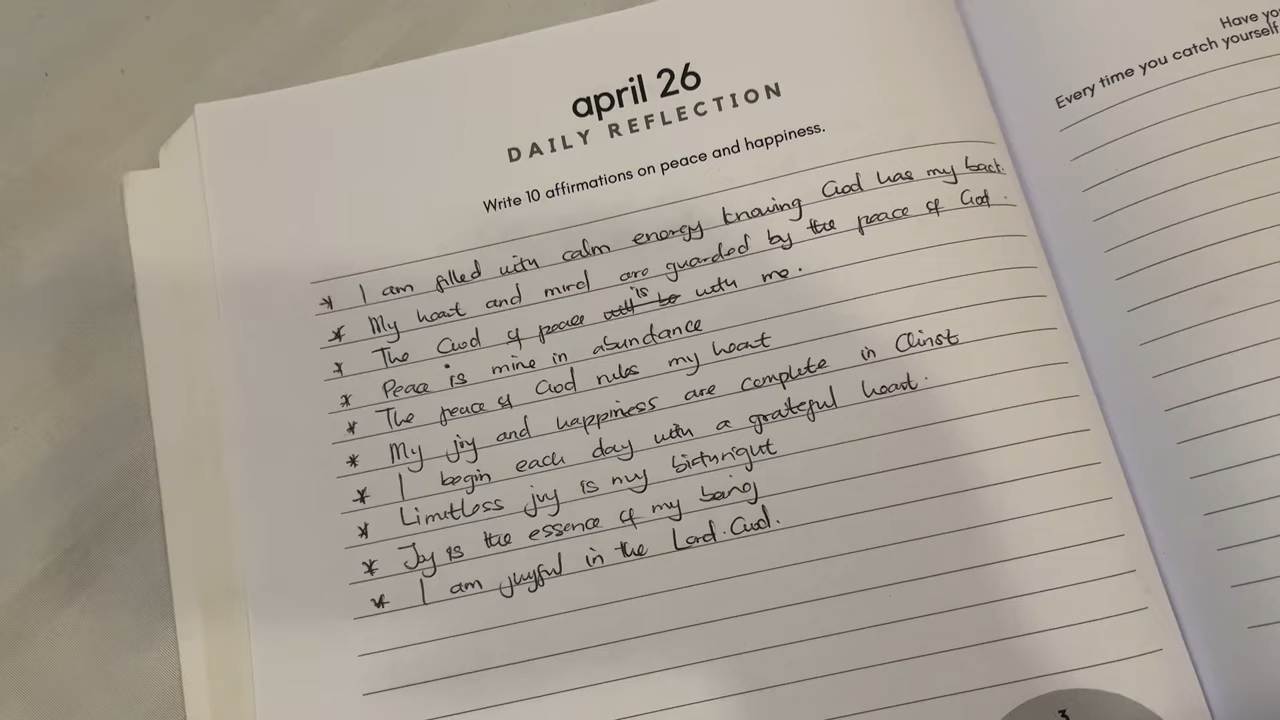 april 26
DAILY REFLECTION
Write 10 affirmations on peace and happiness.
* I am filled with calm energy knowing God has my back.
* My heart and mind are guarded by the peace of God.
* The God of peace will be is with me.
* Peace is mine in abundance
* The peace of God rules my heart
* My joy and happiness are complete in Christ
* I begin each day with a grateful heart.
* Limitless joy is my birthright
* Joy is the essence of my being
* I am joyful in the Lord. God.
3
Have yo
Every time you catch yourself